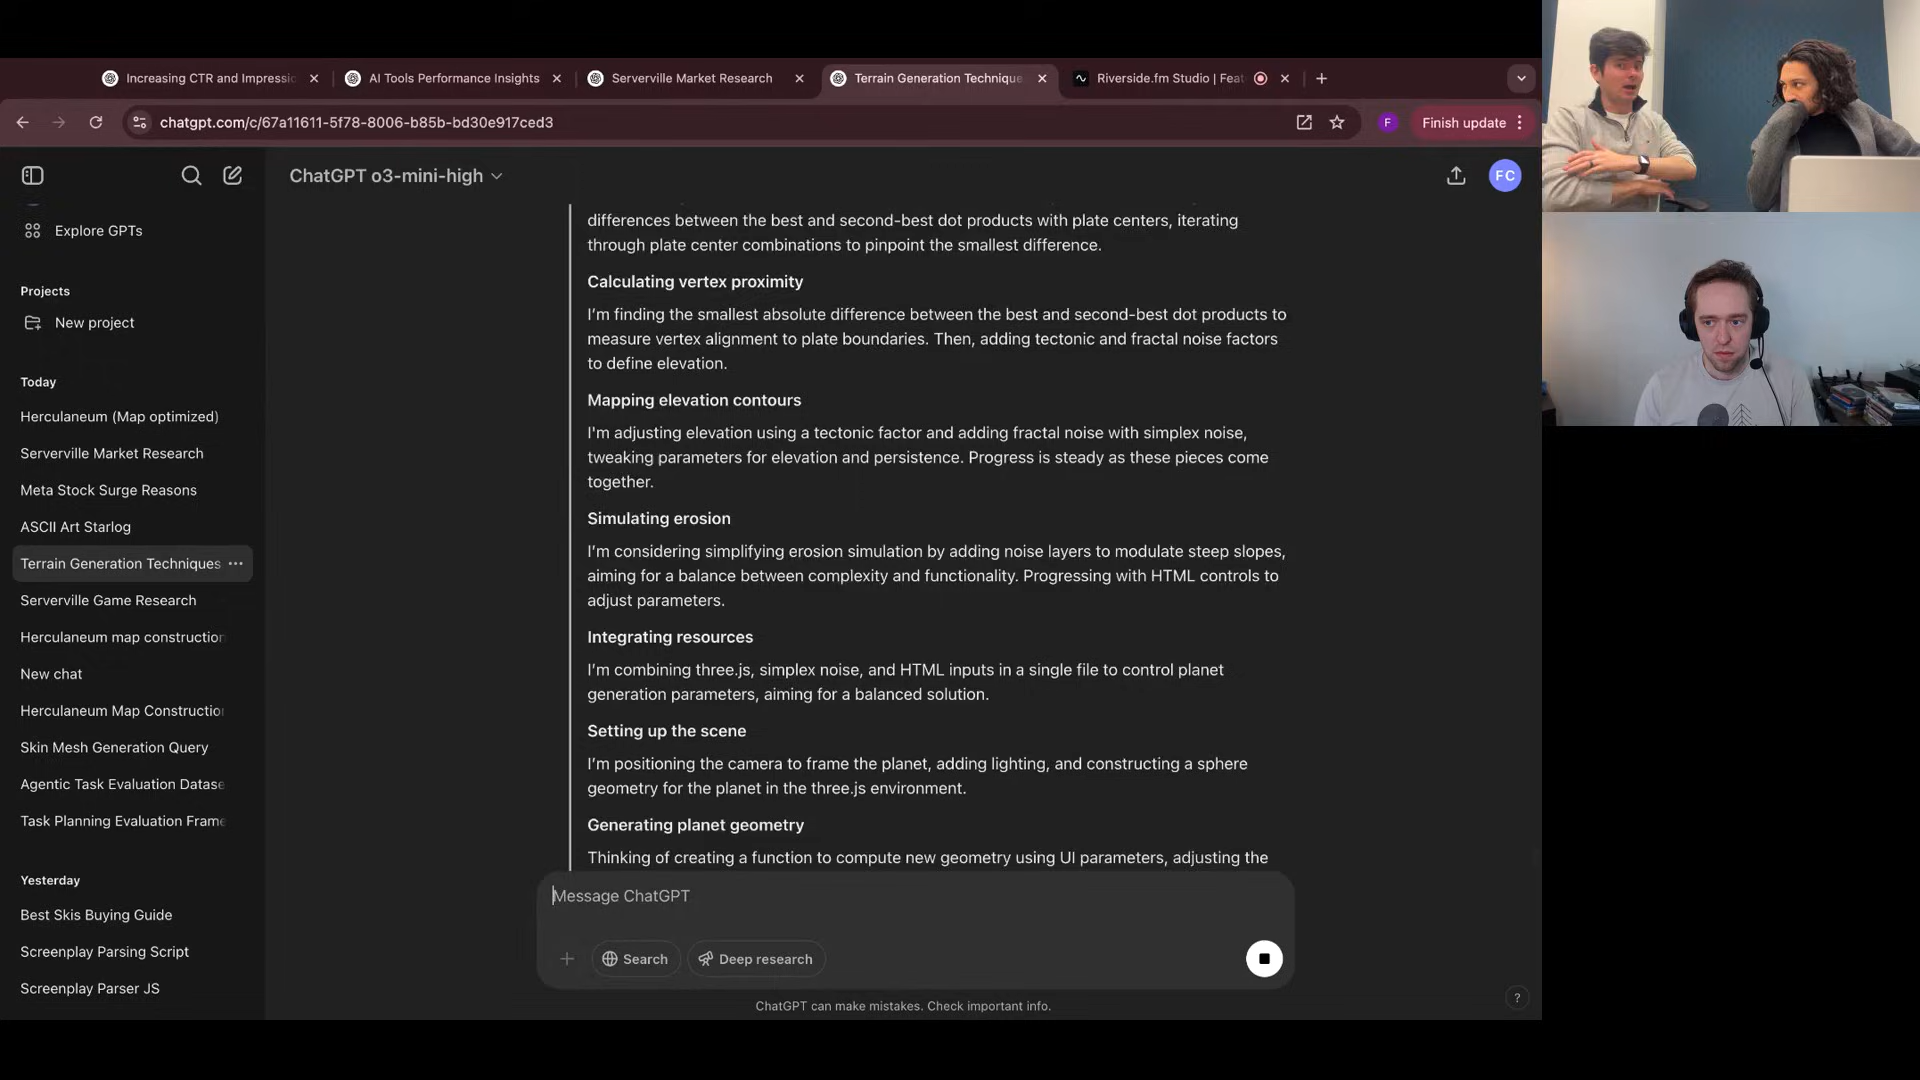 Increasing CTR and Impressic
AI Tools Performance Insights
Serverville Market Research
Terrain Generation Technique
Riverside.fm Studio | Feat
chatgpt.com/c/67a11611-5f78-8006-b85b-bd30e917ced3
F
Finish update
ChatGPT o3-mini-high
FC
Explore GPTs
Projects
New project
Today
Herculaneum (Map optimized)
Serverville Market Research
Meta Stock Surge Reasons
ASCII Art Starlog
Terrain Generation Techniques
Serverville Game Research
Herculaneum map construction
New chat
Herculaneum Map Constructio
Skin Mesh Generation Query
Agentic Task Evaluation Datase
Task Planning Evaluation Frame
Yesterday
Best Skis Buying Guide
Screenplay Parsing Script
Screenplay Parser JS
differences between the best and second-best dot products with plate centers, iterating
through plate center combinations to pinpoint the smallest difference.
Calculating vertex proximity
I'm finding the smallest absolute difference between the best and second-best dot products to
measure vertex alignment to plate boundaries. Then, adding tectonic and fractal noise factors
to define elevation.
Mapping elevation contours
I'm adjusting elevation using a tectonic factor and adding fractal noise with simplex noise,
tweaking parameters for elevation and persistence. Progress is steady as these pieces come
together.
Simulating erosion
I'm considering simplifying erosion simulation by adding noise layers to modulate steep slopes,
aiming for a balance between complexity and functionality. Progressing with HTML controls to
adjust parameters.
Integrating resources
I'm combining three.js, simplex noise, and HTML inputs in a single file to control planet
generation parameters, aiming for a balanced solution.
Setting up the scene
I'm positioning the camera to frame the planet, adding lighting, and constructing a sphere
geometry for the planet in the three.js environment.
Generating planet geometry
Thinking of creating a function to compute new geometry using UI parameters, adjusting the
Message ChatGPT
Search
Deep research
ChatGPT can make mistakes. Check important info.
?